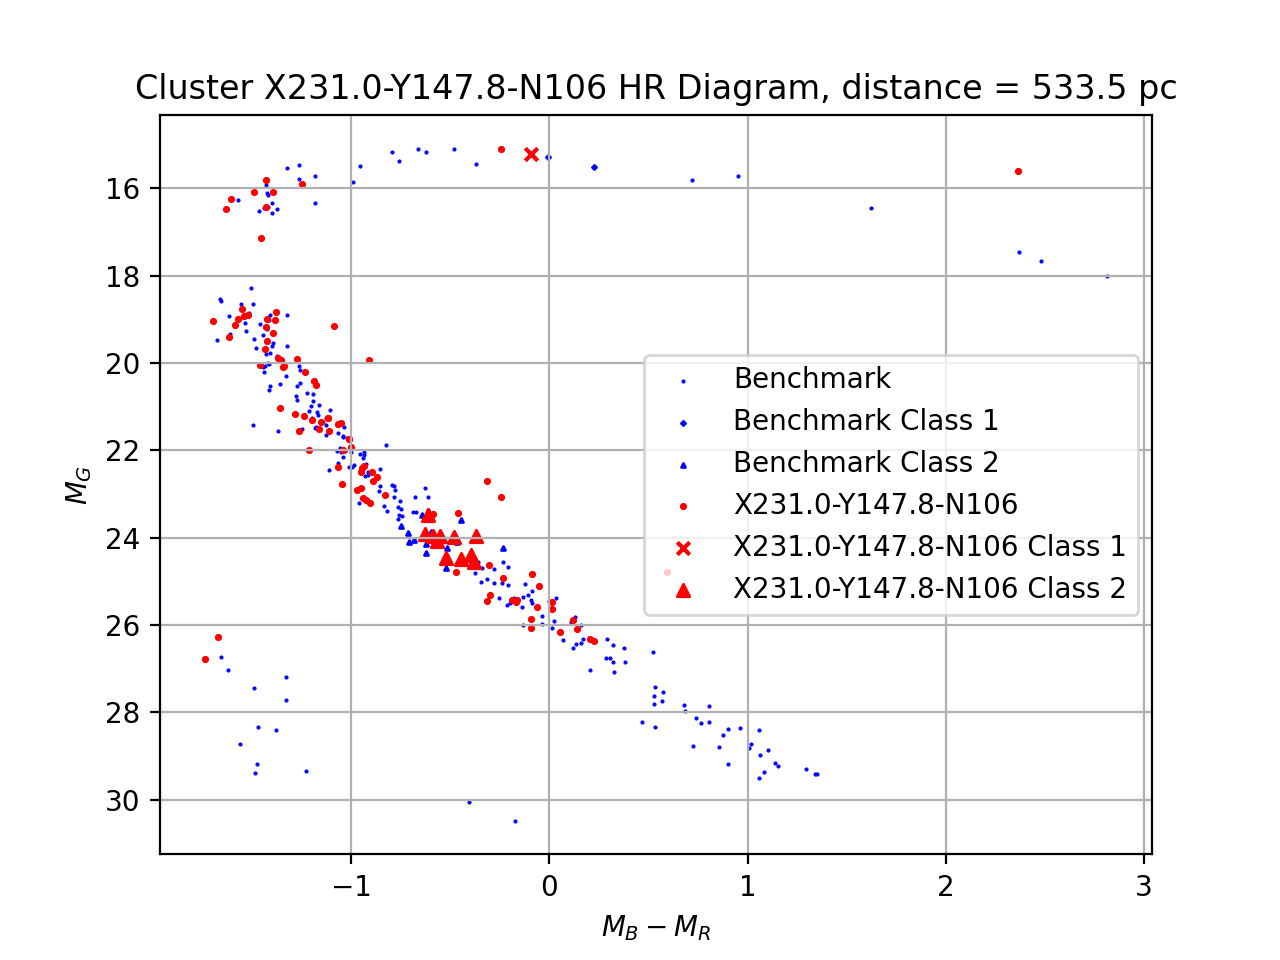 Cluster X231.0-Y147.8-N106 HR Diagram, distance = 533.5 pc
16
18
20
22
24
26
28
30
M_G
Benchmark
Benchmark Class 1
Benchmark Class 2
X231.0-Y147.8-N106
X231.0-Y147.8-N106 Class 1
X231.0-Y147.8-N106 Class 2
−1 0 1 2 3
M_B − M_R